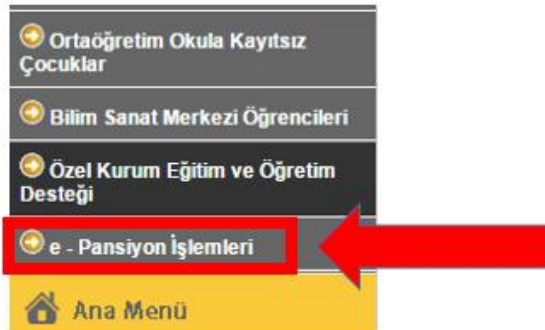 Ortaöğretim Okula Kayıtsız
Çocuklar
Bilim Sanat Merkezi Öğrencileri
Özel Kurum Eğitim ve Öğretim
Desteği
e - Pansiyon İşlemleri
Ana Menü